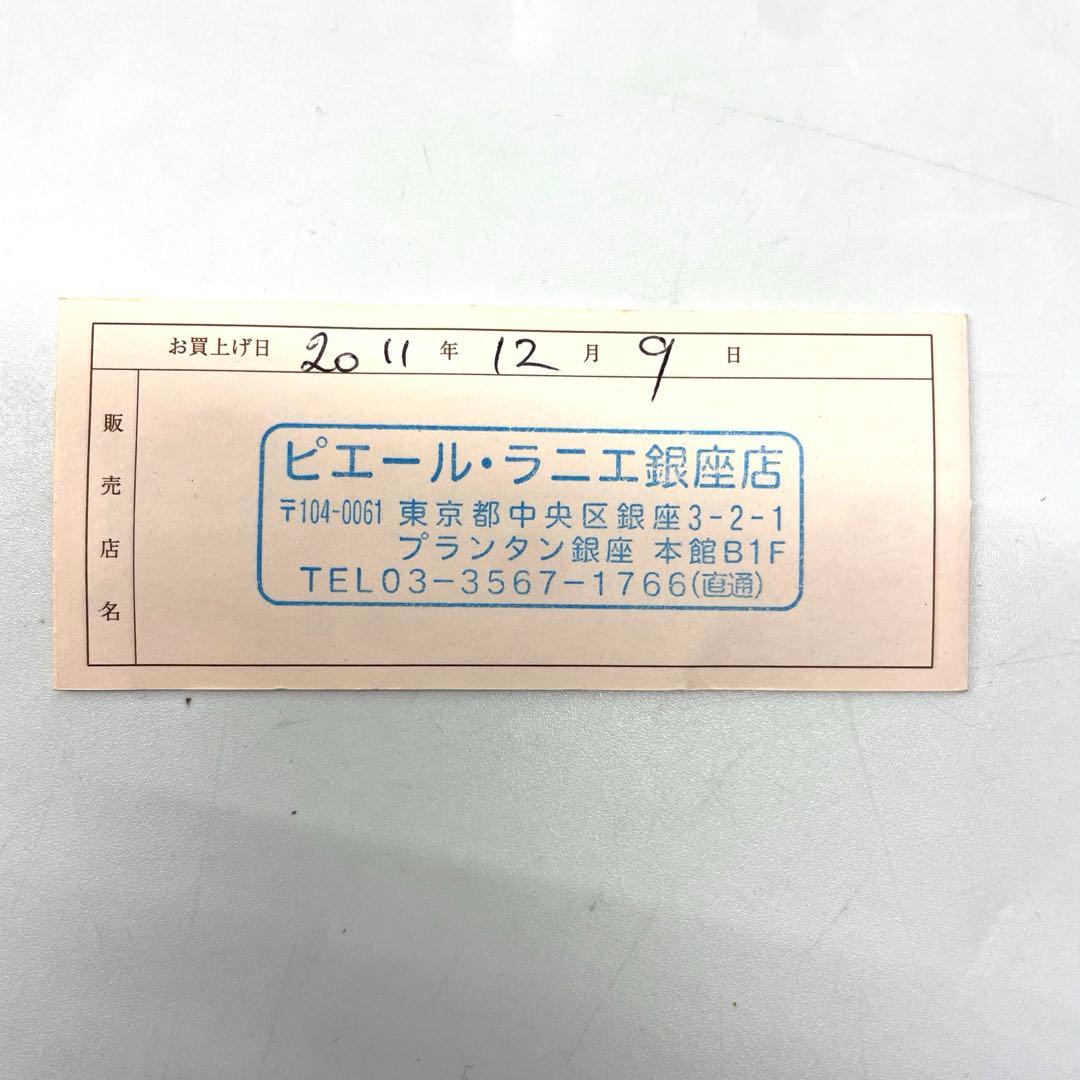 お買上げ日 2011 年 12 月 9 日
販売店名
ピエール・ラニエ銀座店
〒104-0061 東京都中央区銀座3-2-1
プランタン銀座 本館B1F
TEL03-3567-1766(直通)